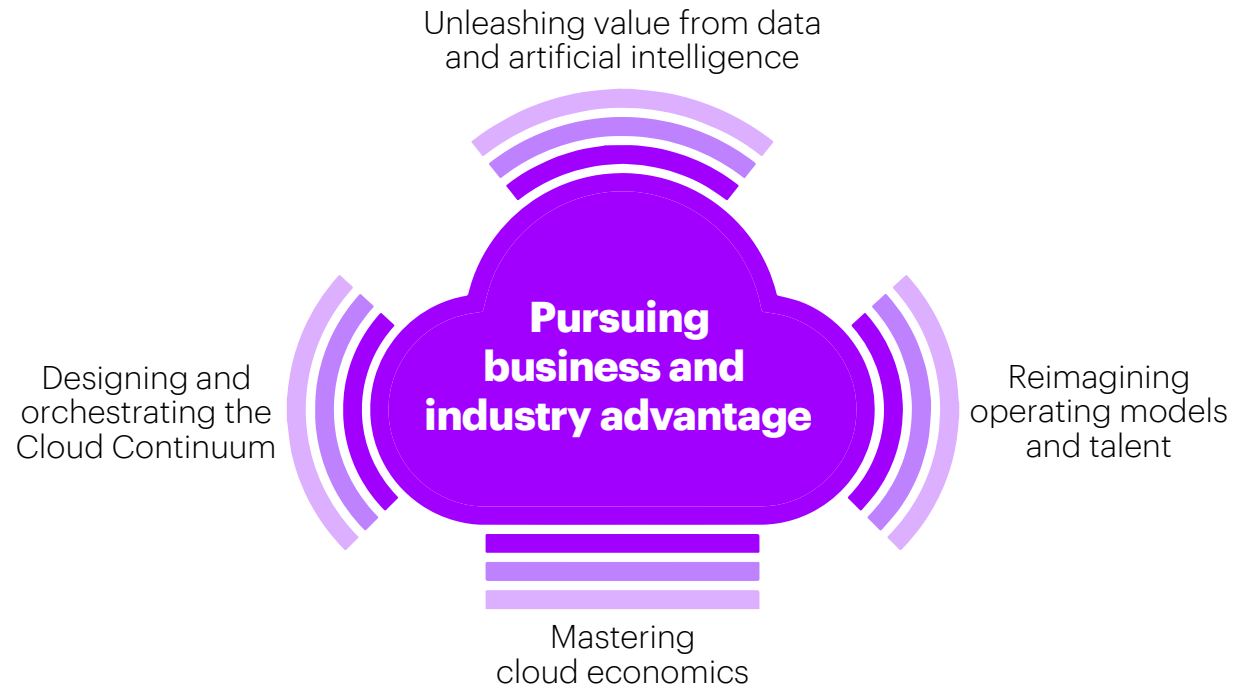 Unleashing value from data
and artificial intelligence
Pursuing
business and
industry advantage
Designing and
orchestrating the
Cloud Continuum
Reimagining
operating models
and talent
Mastering
cloud economics